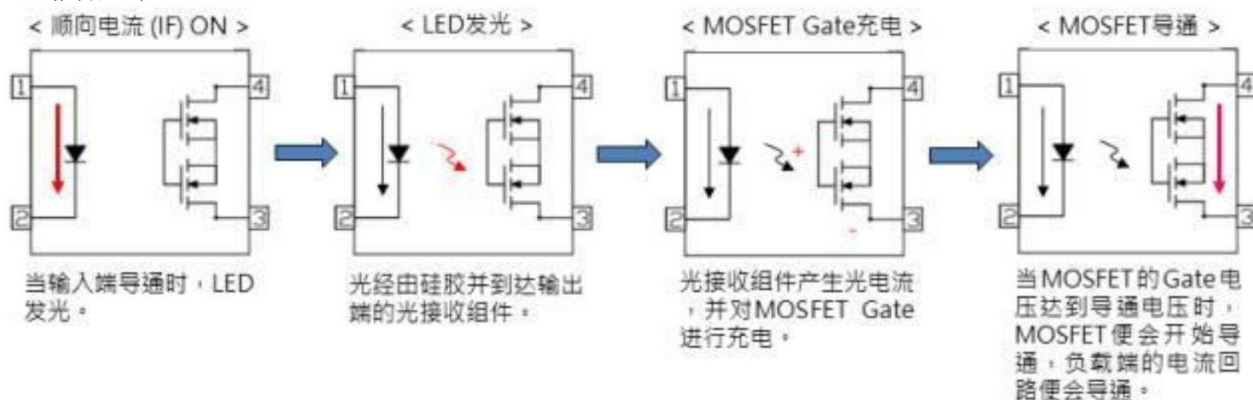 < 顺向电流 (IF) ON >
< LED发光 >
< MOSFET Gate充电 >
< MOSFET导通 >
1
4
2
3
1
4
2
3
1
4
2
3
+
-
1
4
2
3
当输入端导通时，LED
发光。
光经由硅胶并到达输出
端的光接收组件。
光接收组件产生光电流
，并对MOSFET Gate
进行充电。
当MOSFET的Gate电
压达到导通电压时，
MOSFET便会开始导
通，负载端的电流回
路便会导通。